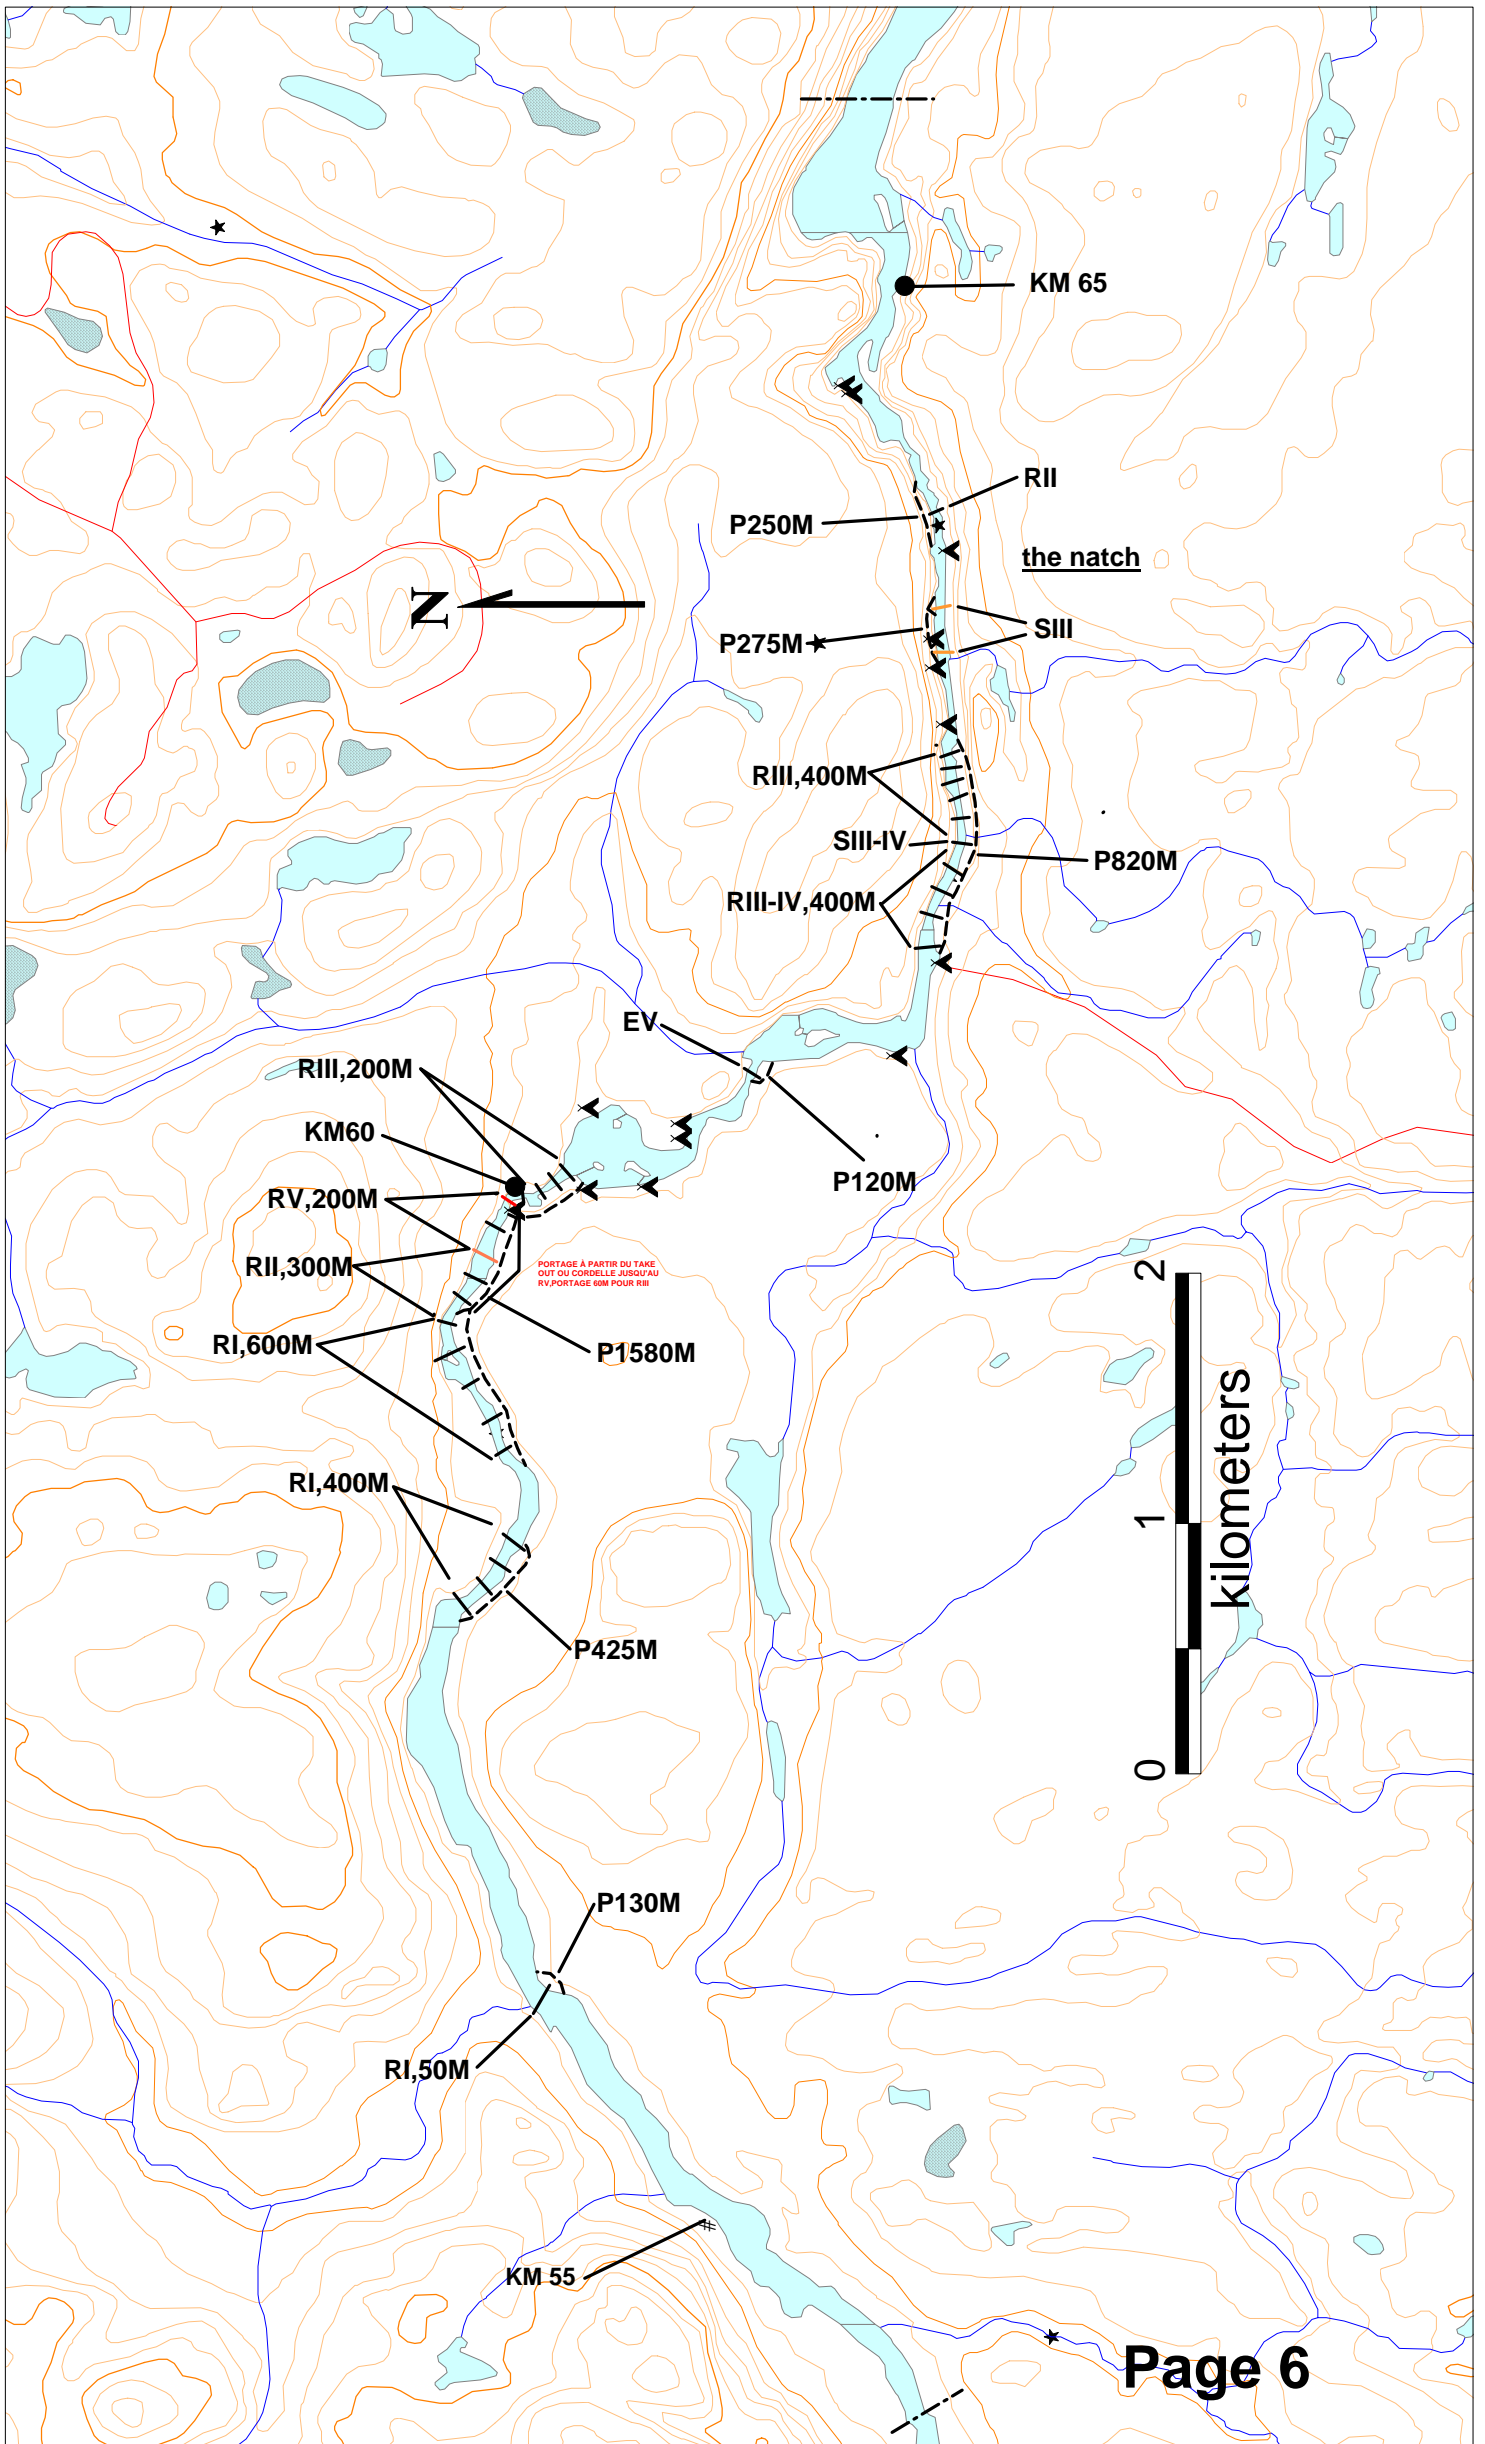 KM 65
RII
P250M
the natch
N
SIII
P275M
RIII,400M
SIII-IV
P820M
RIII-IV,400M
EV
RIII,200M
KM60
P120M
RV,200M
RII,300M
PORTAGE À PARTIR DU TAKE
OUT OU CORDELLE JUSQU'AU
RV,PORTAGE 60M POUR RIII
2
RI,600M
P1580M
kilometers
RI,400M
1
P425M
0
P130M
RI,50M
KM 55
Page 6